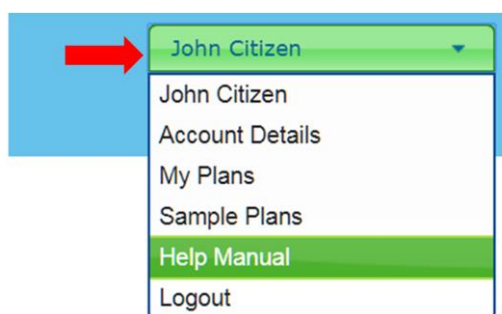 John Citizen
John Citizen
Account Details
My Plans
Sample Plans
Help Manual
Logout